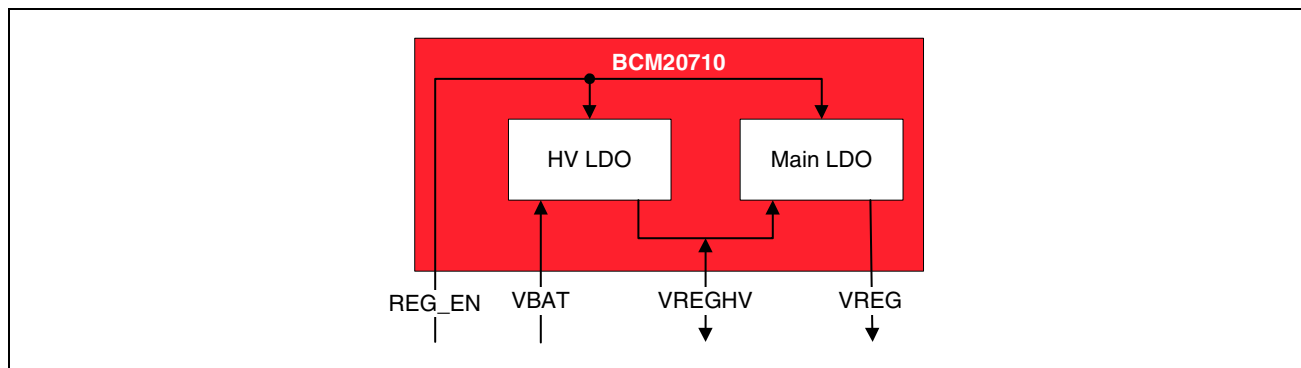 BCM20710
HV LDO
Main LDO
REG_EN
VBAT
VREGHV
VREG